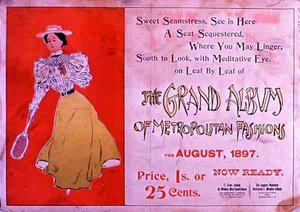 Sweet Seamstress, See is Here
A Seat Sequestered,
Where You May Linger,
Sooth to Look, with Meditative Eye,
on Leaf By Leaf of
THE GRAND ALBUM
OF METROPOLITAN FASHIONS
FOR AUGUST, 1897.
Price, 1s. or
25 Cents.
NOW READY.